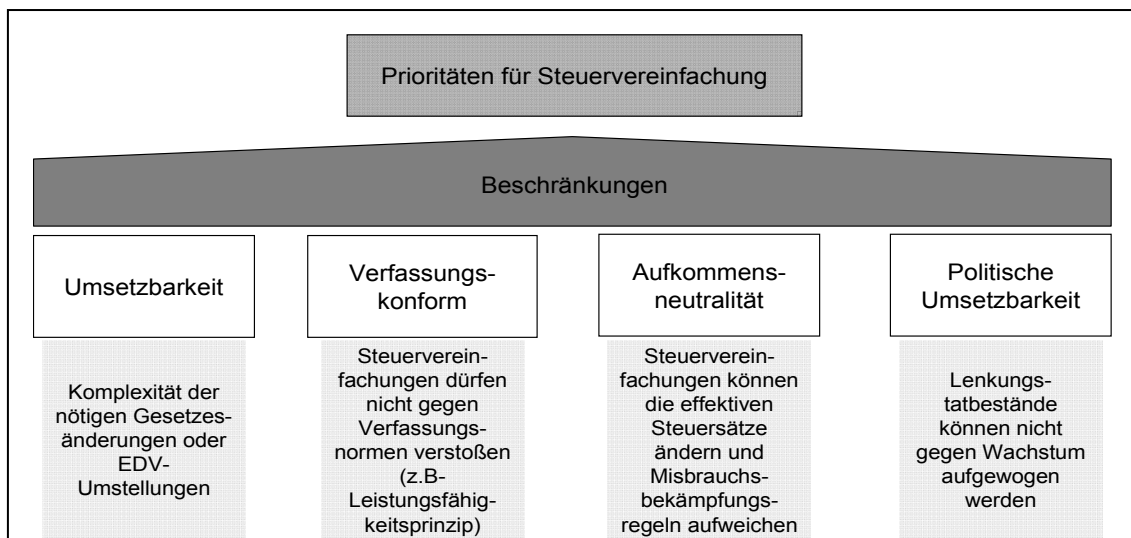 Prioritäten für Steuervereinfachung
Beschränkungen
Umsetzbarkeit
Verfassungs-
konform
Aufkommens-
neutralität
Politische
Umsetzbarkeit
Komplexität der
nötigen Gesetzes-
änderungen oder
EDV-
Umstellungen
Steuerverein-
fachungen dürfen
nicht gegen
Verfassungs-
normen verstoßen
(z.B-
Leistungsfähig-
keitsprinzip)
Steuerverein-
fachungen können
die effektiven
Steuersätze
ändern und
Misbrauchs-
bekämpfungs-
regeln aufweichen
Lenkungs-
tatbestände
können nicht
gegen Wachstum
aufgewogen
werden